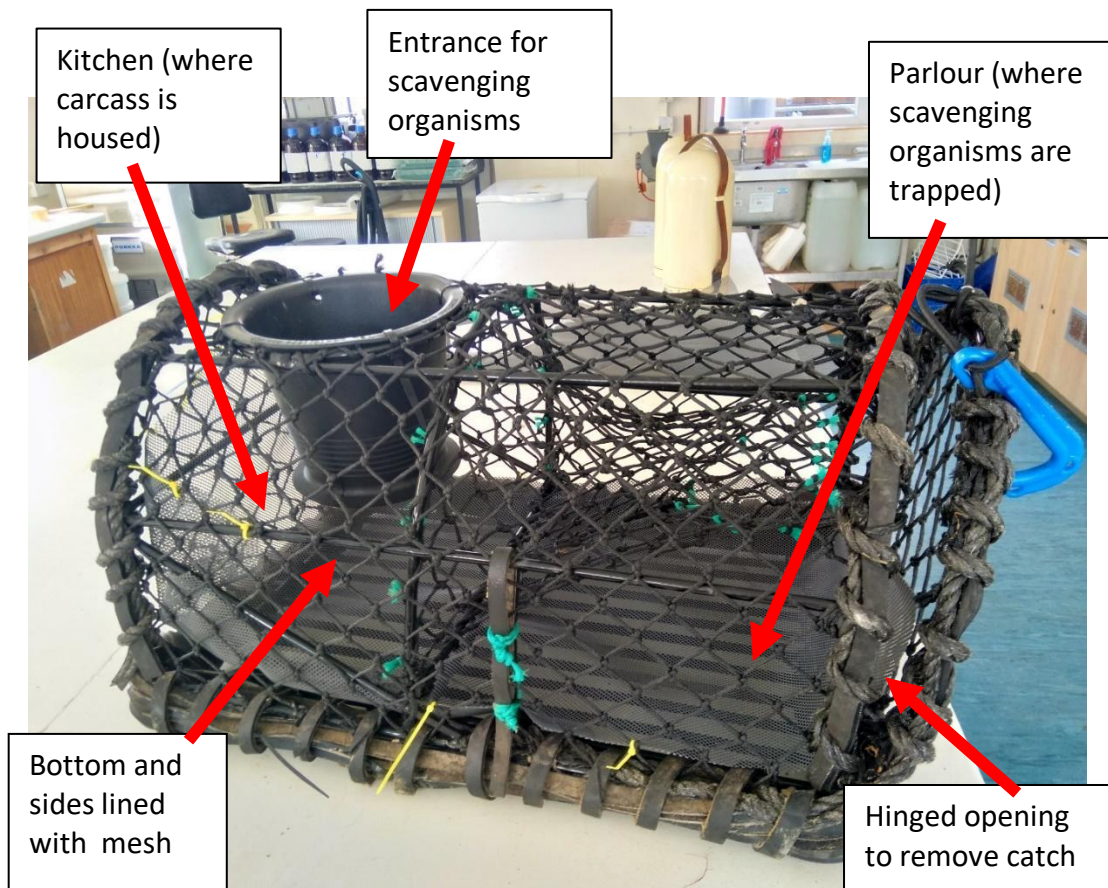 Kitchen (where
carcass is
housed)
Entrance for
scavenging
organisms
Parlour (where
scavenging
organisms are
trapped)
Bottom and
sides lined
with mesh
Hinged opening
to remove catch